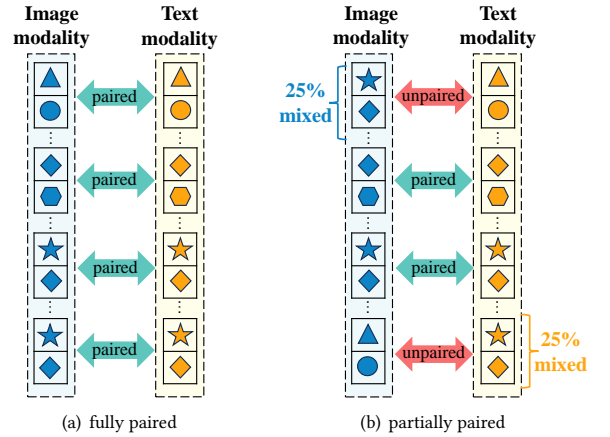 Image
modality
Text
modality
paired
paired
paired
paired
(a) fully paired
Image
modality
Text
modality
25%
mixed
unpaired
paired
paired
unpaired
25%
mixed
(b) partially paired